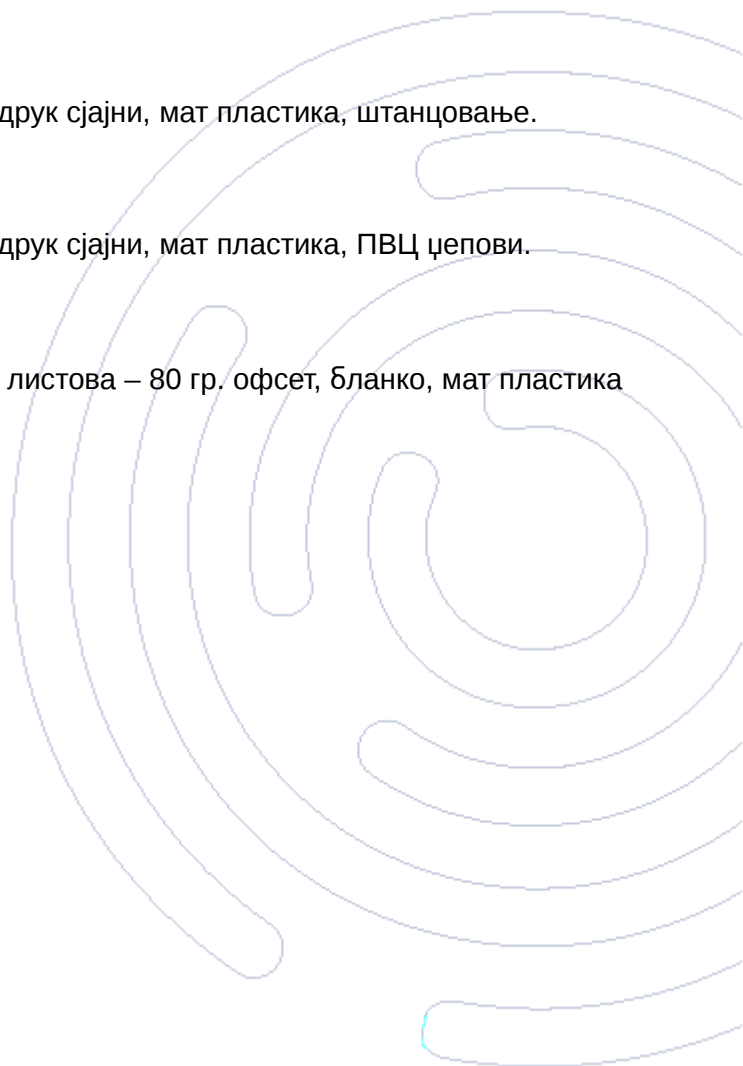 друк сјајни, мат пластика, штанцовање.
друк сјајни, мат пластика, ПВЦ џепови.
листова – 80 гр. офсет, бланко, мат пластика